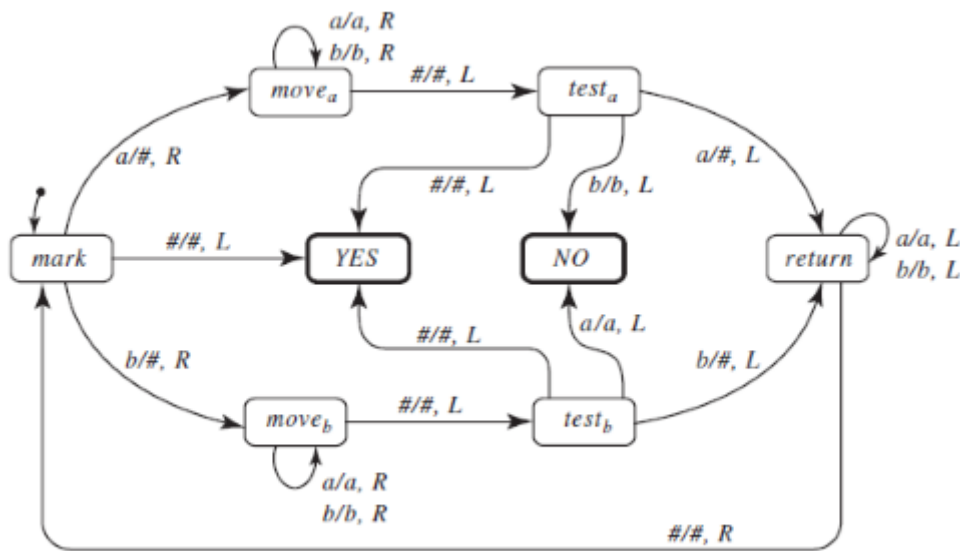 a/a, R
b/b, R
#/#, L
move_a
test_a
a/#, R
#/#, L
b/b, L
a/#, L
#/#, L
mark
YES
NO
return
a/a, L
b/b, L
#/#, L
a/a, L
b/#, R
b/#, L
#/#, L
move_b
test_b
a/a, R
b/b, R
#/#, R